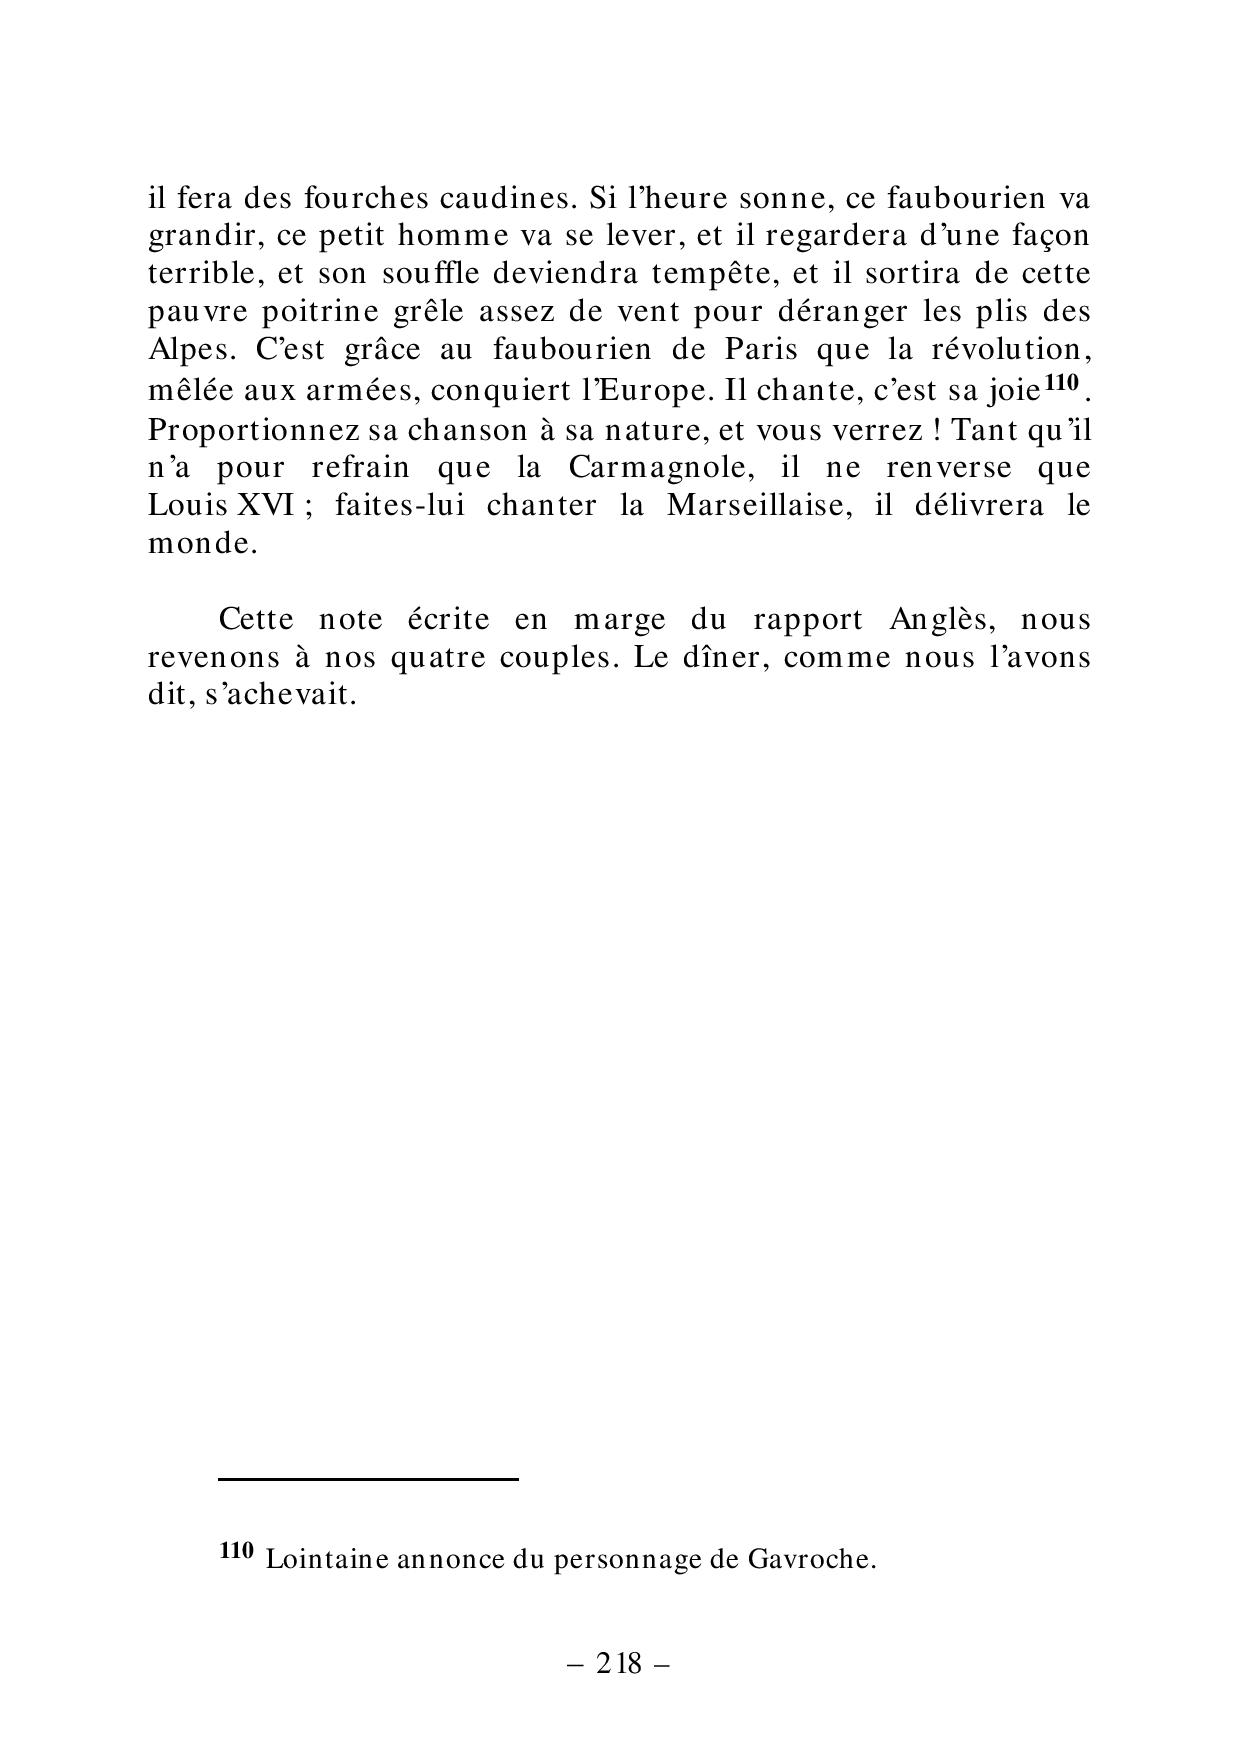 il fera des fourches caudines. Si l’heure sonne, ce faubourien va
grandir, ce petit homme va se lever, et il regardera d’une façon
terrible, et son souffle deviendra tempête, et il sortira de cette
pauvre poitrine grêle assez de vent pour déranger les plis des
Alpes. C’est grâce au faubourien de Paris que la révolution,
mêlée aux armées, conquiert l’Europe. Il chante, c’est sa joie110.
Proportionnez sa chanson à sa nature, et vous verrez ! Tant qu’il
n’a pour refrain que la Carmagnole, il ne renverse que
Louis XVI ; faites-lui chanter la Marseillaise, il délivrera le
monde.
Cette note écrite en marge du rapport Anglès, nous
revenons à nos quatre couples. Le dîner, comme nous l’avons
dit, s’achevait.
110 Lointaine annonce du personnage de Gavroche.
– 218 –